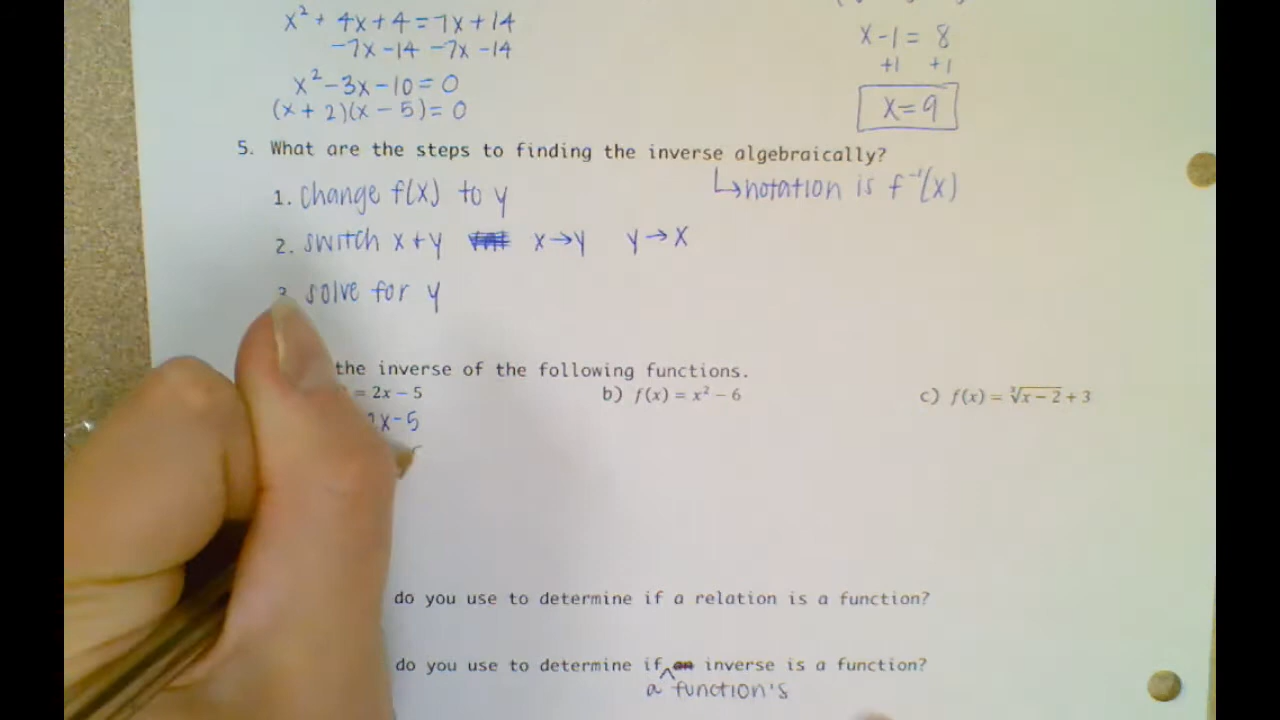 x² + 4x + 4 = 7x + 14
-7x -14 -7x -14
x² - 3x - 10 = 0
(x + 2)(x - 5) = 0
x - 1 = 8
+1 +1
x = 9
5. What are the steps to finding the inverse algebraically?
↳ notation is f⁻¹(x)
1. change f(x) to y
2. switch x + y x → y y → x
solve for y
the inverse of the following functions.
= 2x − 5
b) f(x) = x² − 6
c) f(x) = ∛(x − 2) + 3
x - 5
do you use to determine if a relation is a function?
do you use to determine if ^ inverse is a function?
a function's